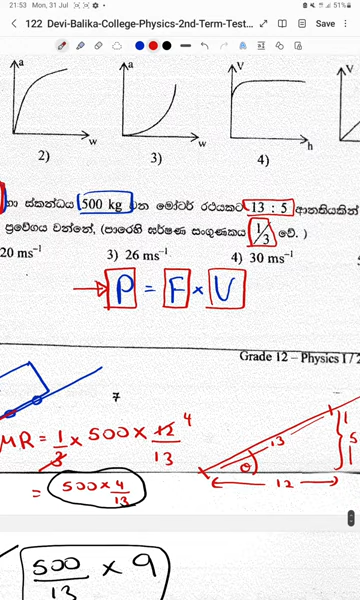 21:53 Mon, 31 Jul
51%
122 Devi-Balika-College-Physics-2nd-Term-Test...
Save
a
a
V
V
w
w
h
2)
3)
4)
හා ස්කන්ධය 500 kg වන මෝටර් රථයකට 13 : 5 ආනතියකින්
ප්‍රවේගය වන්නේ, (පාරෙහි ඝර්ෂණ සංගුණකය 1/3 වේ. )
20 ms⁻¹
3) 26 ms⁻¹
4) 30 ms⁻¹
P = F × V
Grade 12 – Physics I / 2
7
MR = 1/3 × 500 × 12/13 4
= 500 × 4/13
13
θ
12
5
500/13 × 9